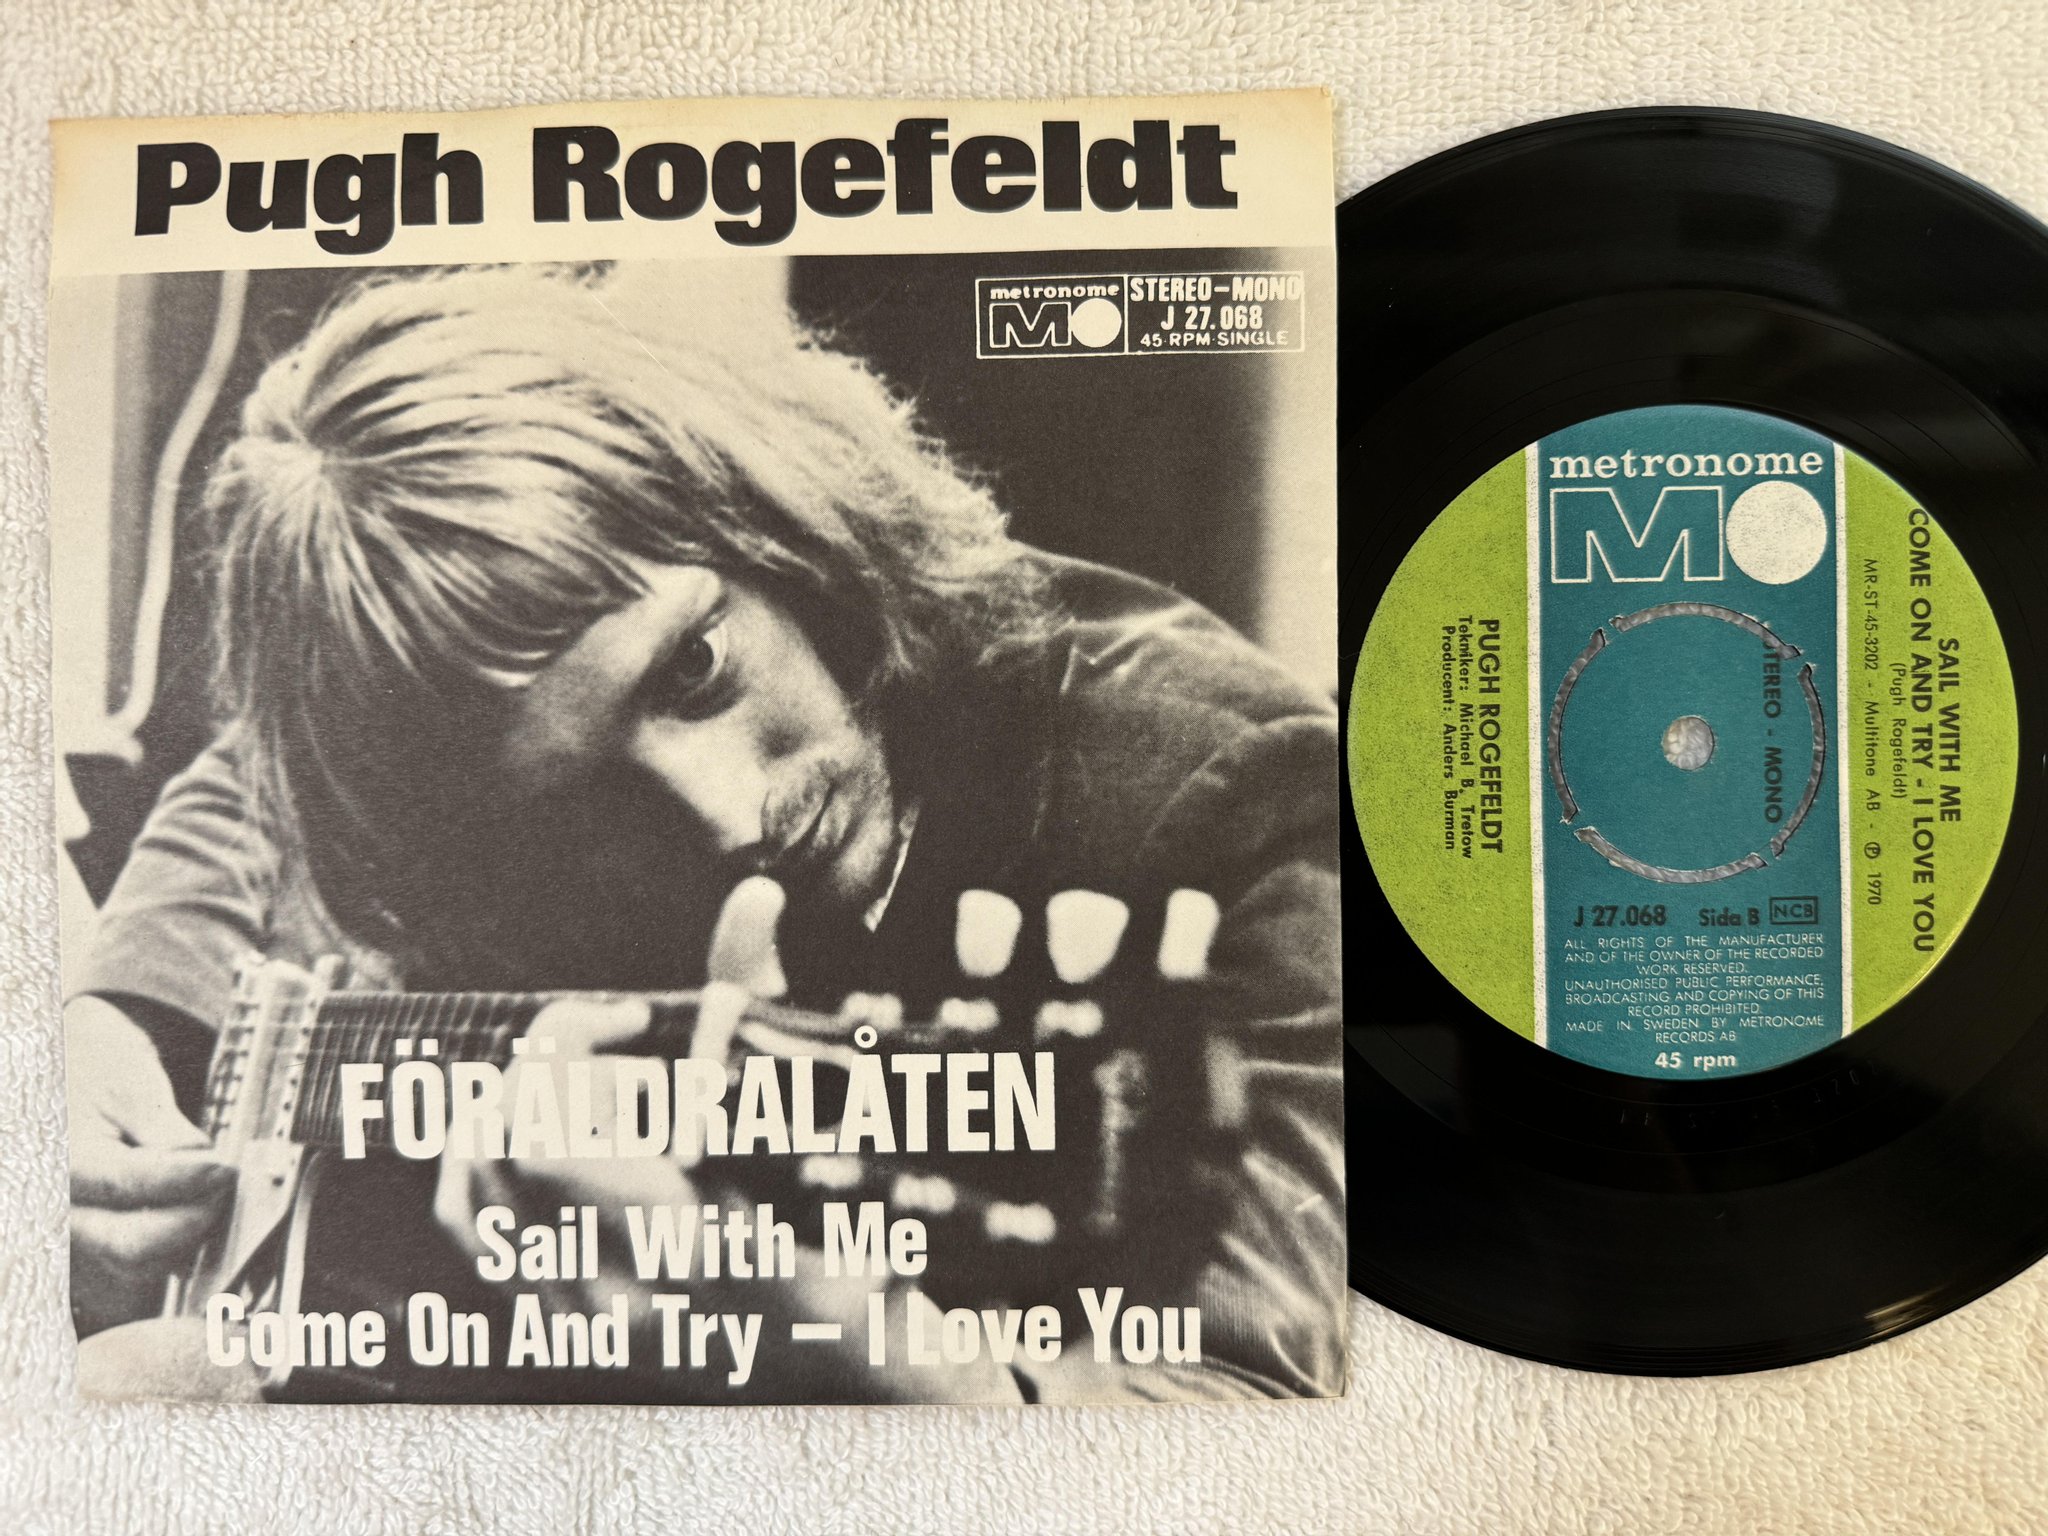 Pugh Rogefeldt
metronome
MO
STEREO-MONO
J 27.068
45·RPM·SINGLE
FÖRÄLDRALÅTEN
Sail With Me
Come On And Try – I Love You
metronome
MO
STEREO - MONO
SAIL WITH ME
COME ON AND TRY - I LOVE YOU
(Pugh Rogefeldt)
MR-ST-45-3202 - Multitone AB - Ⓟ 1970
PUGH ROGEFELDT
Tekniker: Michael B. Tretow
Producent: Anders Burman
J 27.068 Sida B NCB
ALL RIGHTS OF THE MANUFACTURER
AND OF THE OWNER OF THE RECORDED
WORK RESERVED.
UNAUTHORISED PUBLIC PERFORMANCE,
BROADCASTING AND COPYING OF THIS
RECORD PROHIBITED.
MADE IN SWEDEN BY METRONOME
RECORDS AB
45 rpm